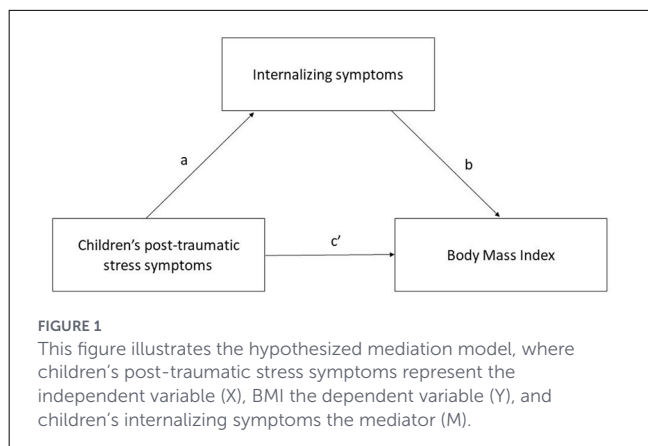 Internalizing symptoms
a
b
Children's post-traumatic
stress symptoms
c'
Body Mass Index
FIGURE 1
This figure illustrates the hypothesized mediation model, where
children's post-traumatic stress symptoms represent the
independent variable (X), BMI the dependent variable (Y), and
children's internalizing symptoms the mediator (M).